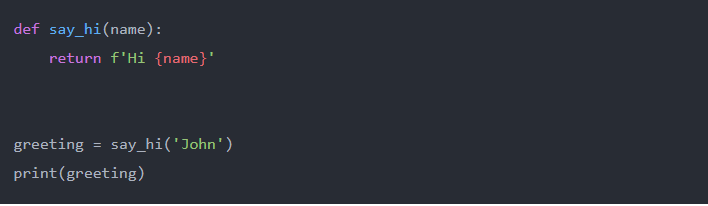 def say_hi(name):
    return f'Hi {name}'
greeting = say_hi('John')
print(greeting)